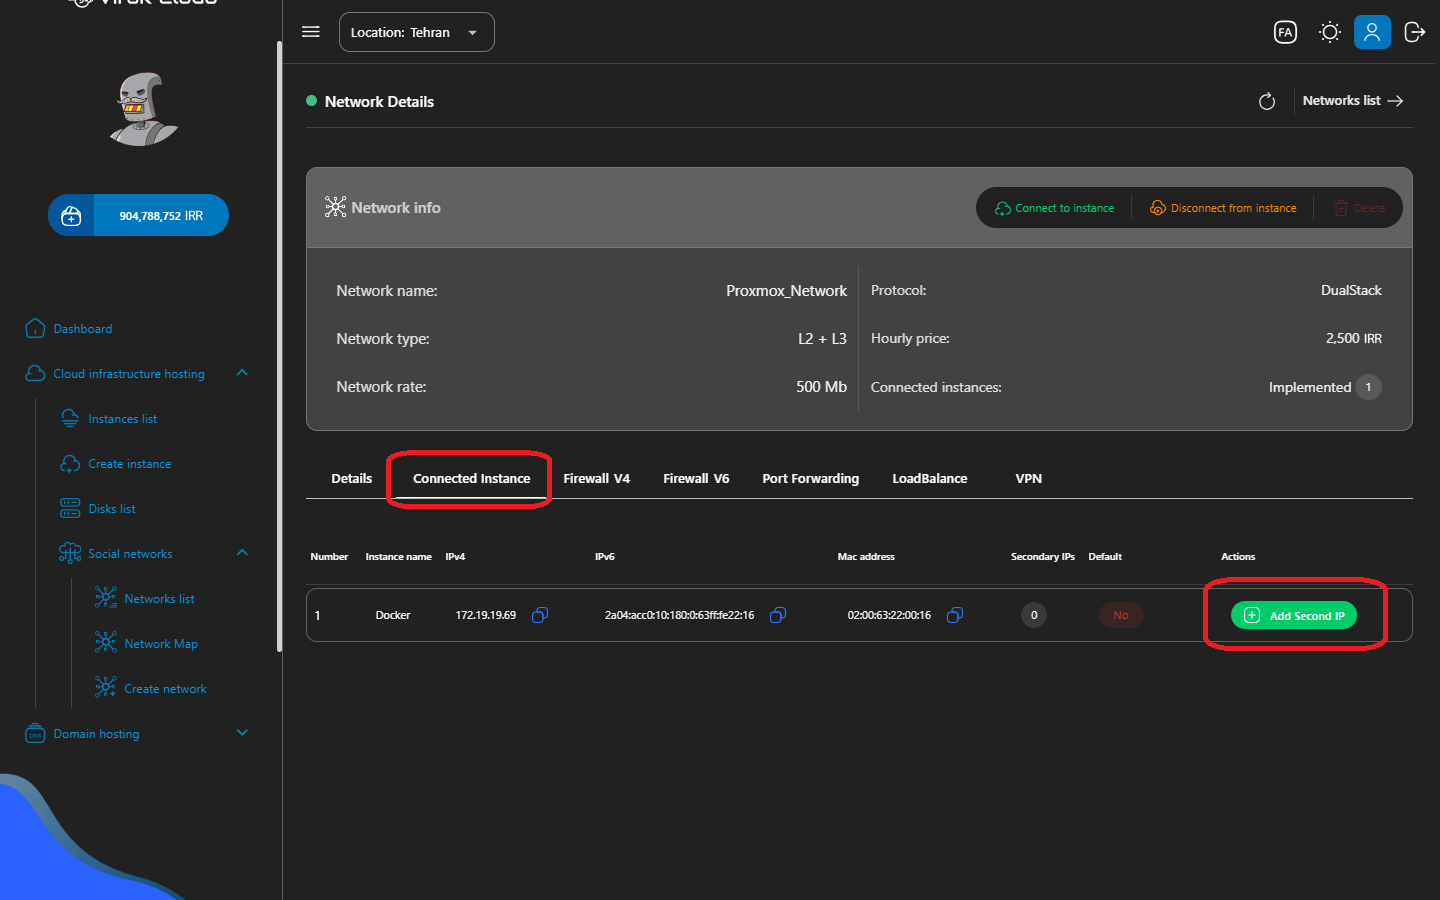 Location: Tehran
FA
904,788,752 IRR
Dashboard
Cloud infrastructure hosting
Instances list
Create instance
Disks list
Social networks
Networks list
Network Map
Create network
DNS
Domain hosting
Network Details
Networks list
Network info
Connect to instance
Disconnect from instance
Delete
Network name: Proxmox_Network
Protocol: DualStack
Network type: L2 + L3
Hourly price: 2,500 IRR
Network rate: 500 Mb
Connected instances: Implemented 1
Details Connected Instance Firewall V4 Firewall V6 Port Forwarding LoadBalance VPN
Number Instance name IPv4 IPv6 Mac address Secondary IPs Default Actions
1 Docker 172.19.19.69 2a04:acc0:10:180:0:63ff:fe22:16 02:00:63:22:00:16 0 No Add Second IP